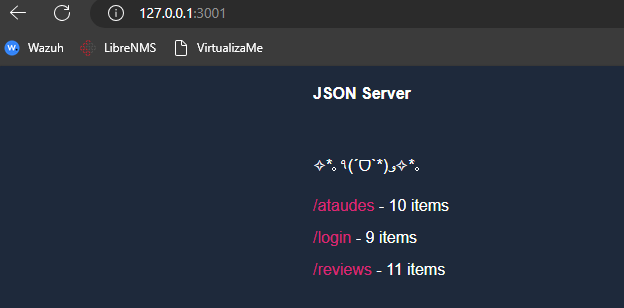 127.0.0.1:3001
Wazuh LibreNMS VirtualizaMe
JSON Server
✧*｡٩(ˊᗜˋ*)و✧*｡
/ataudes - 10 items
/login - 9 items
/reviews - 11 items